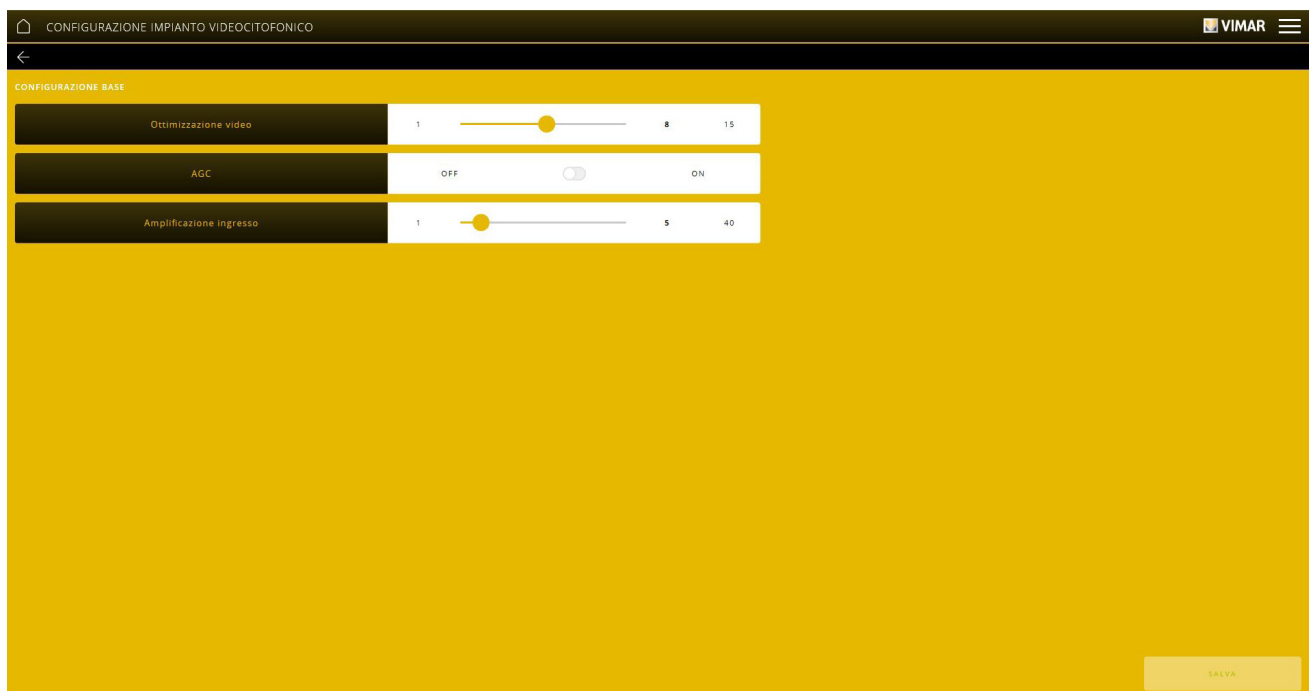 CONFIGURAZIONE IMPIANTO VIDEOCITOFONICO
VIMAR
CONFIGURAZIONE BASE
Ottimizzazione video 1 8 15
AGC OFF ON
Amplificazione ingresso 1 5 40
SALVA